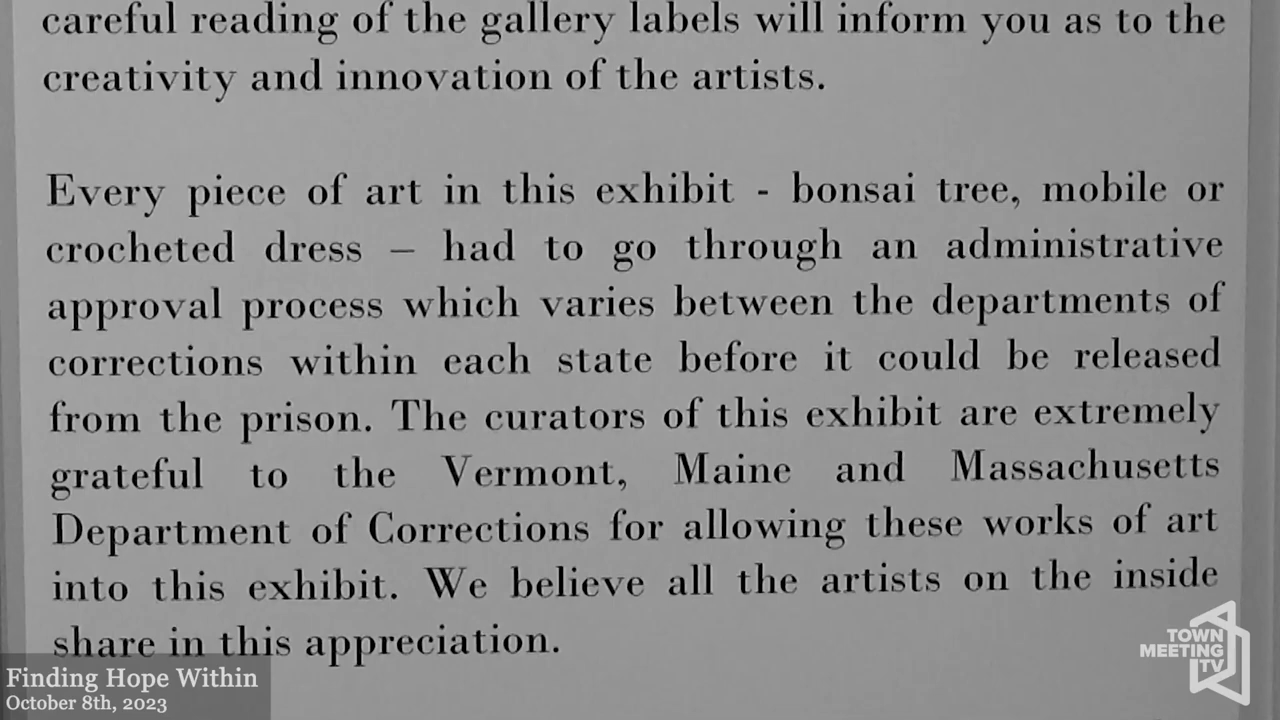 careful reading of the gallery labels will inform you as to the
creativity and innovation of the artists.
Every piece of art in this exhibit - bonsai tree, mobile or
crocheted dress – had to go through an administrative
approval process which varies between the departments of
corrections within each state before it could be released
from the prison. The curators of this exhibit are extremely
grateful to the Vermont, Maine and Massachusetts
Department of Corrections for allowing these works of art
into this exhibit. We believe all the artists on the inside
share in this appreciation.
Finding Hope Within
October 8th, 2023
TOWN
MEETING
TV